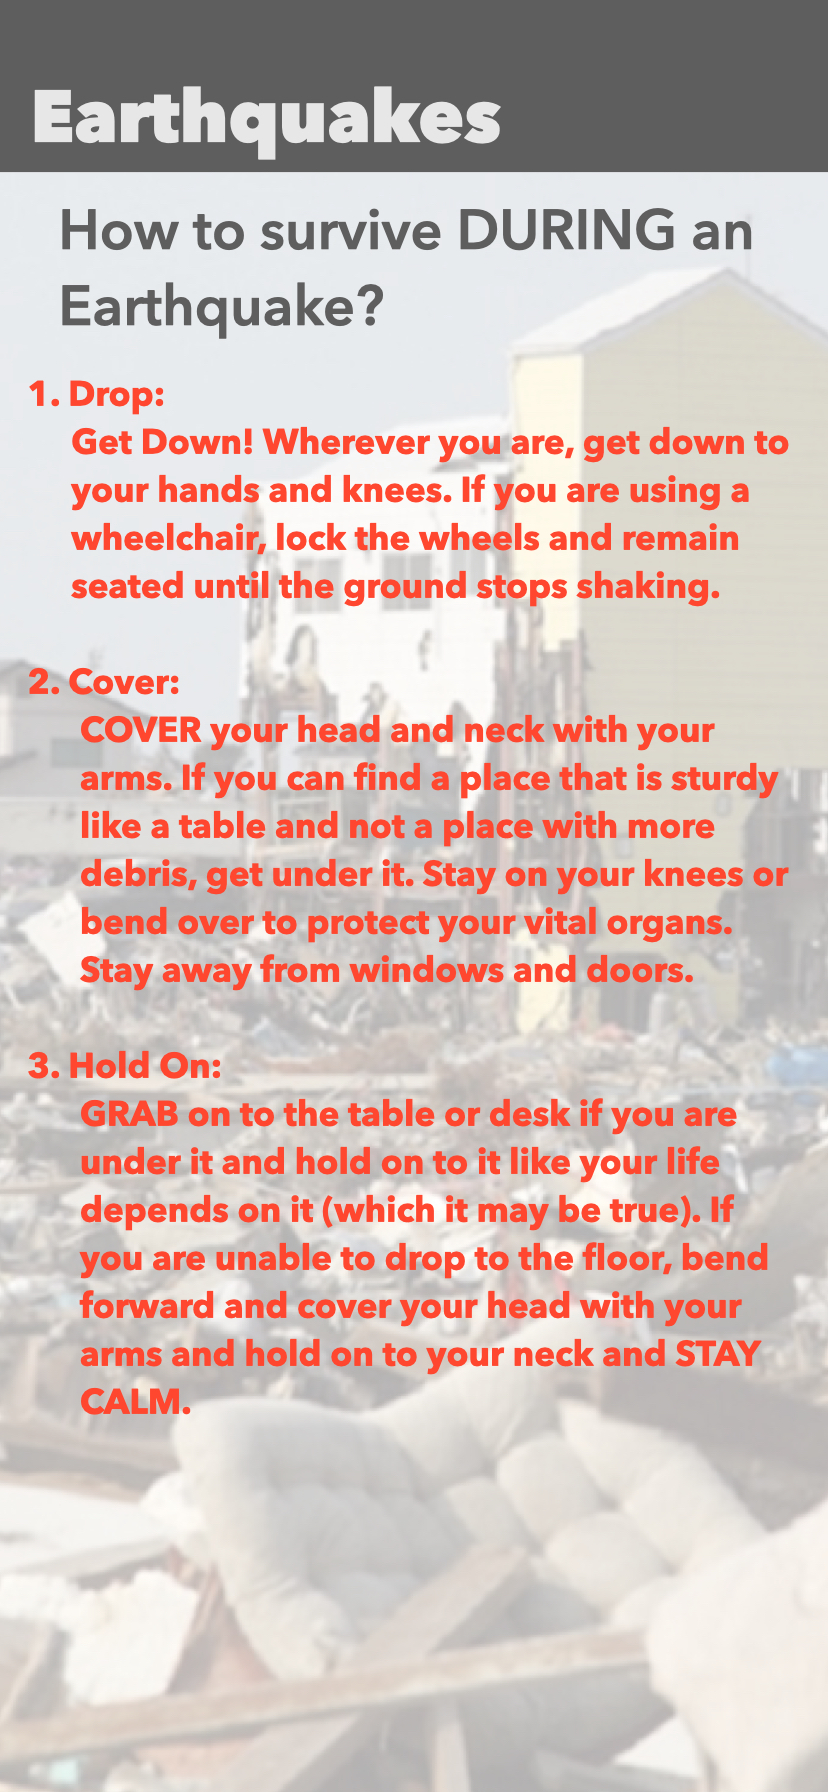 Earthquakes
How to survive DURING an
Earthquake?
1. Drop:
Get Down! Wherever you are, get down to
your hands and knees. If you are using a
wheelchair, lock the wheels and remain
seated until the ground stops shaking.
2. Cover:
COVER your head and neck with your
arms. If you can find a place that is sturdy
like a table and not a place with more
debris, get under it. Stay on your knees or
bend over to protect your vital organs.
Stay away from windows and doors.
3. Hold On:
GRAB on to the table or desk if you are
under it and hold on to it like your life
depends on it (which it may be true). If
you are unable to drop to the floor, bend
forward and cover your head with your
arms and hold on to your neck and STAY
CALM.